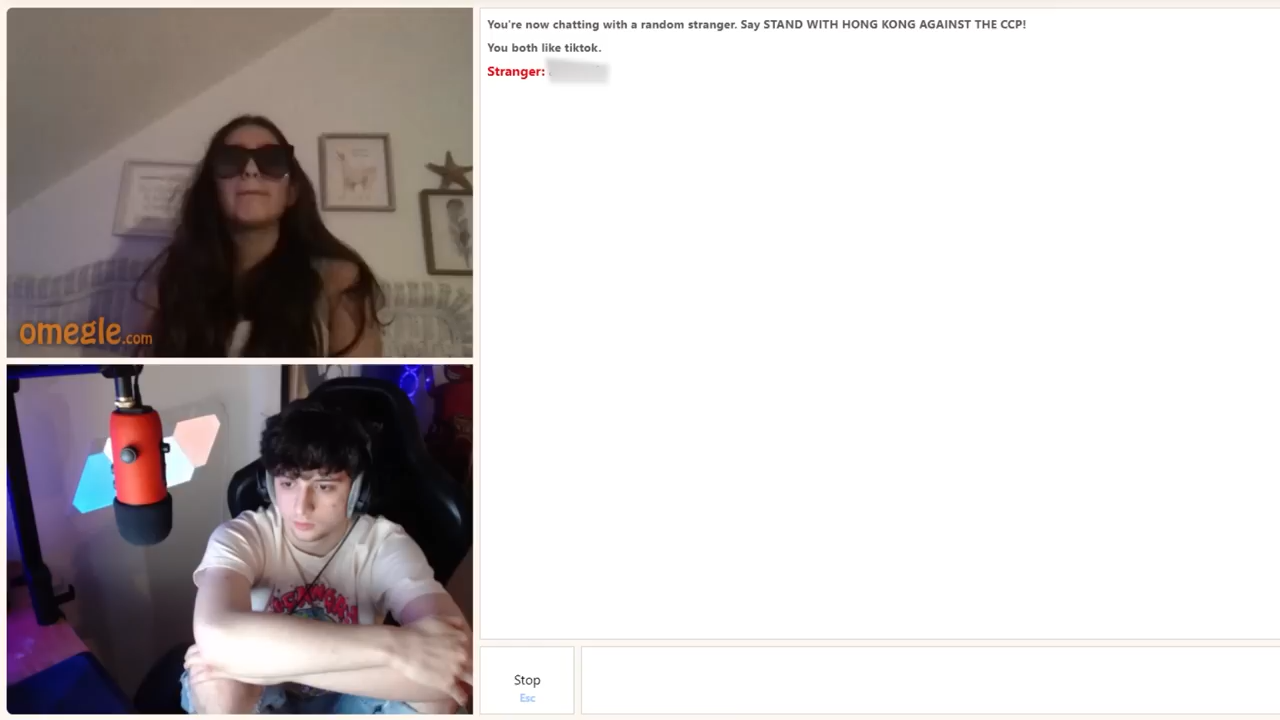 You're now chatting with a random stranger. Say STAND WITH HONG KONG AGAINST THE CCP!
You both like tiktok.
Stranger:
omegle.com
Stop
Esc